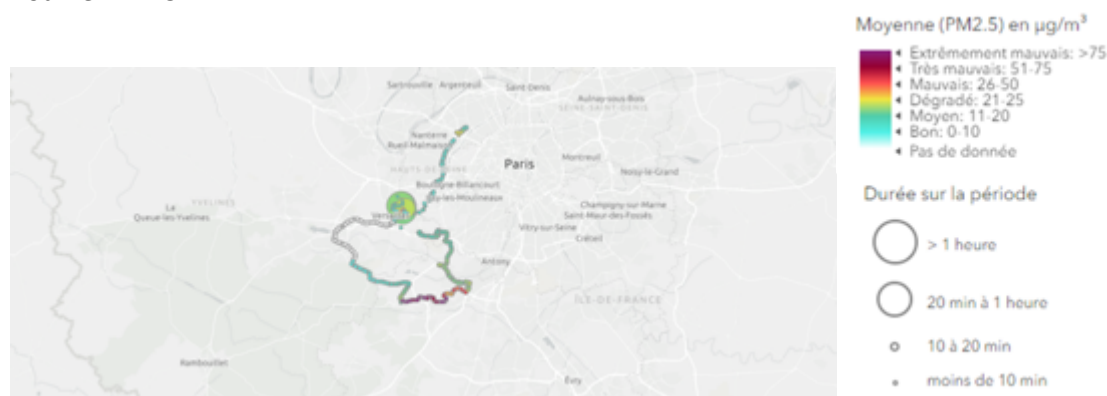 Moyenne (PM2.5) en µg/m³
Extrêmement mauvais: >75
Très mauvais: 51-75
Mauvais: 26-50
Dégradé: 21-25
Moyen: 11-20
Bon: 0-10
Pas de donnée
Durée sur la période
> 1 heure
20 min à 1 heure
10 à 20 min
moins de 10 min
Sartrouville
Argenteuil
Saint-Denis
Aulnay-sous-Bois
SEINE-SAINT-DENIS
Nanterre
Rueil-Malmaison
Paris
Montreuil
Noisy-le-Grand
HAUTS-DE-SEINE
Boulogne-Billancourt
YVELINES
La
Queue-les-Yvelines
Versailles
Champigny-sur-Marne
Saint-Maur-des-Fossés
Vitry-sur-Seine
Créteil
Antony
ÎLE-DE-FRANCE
Rambouillet
Évry